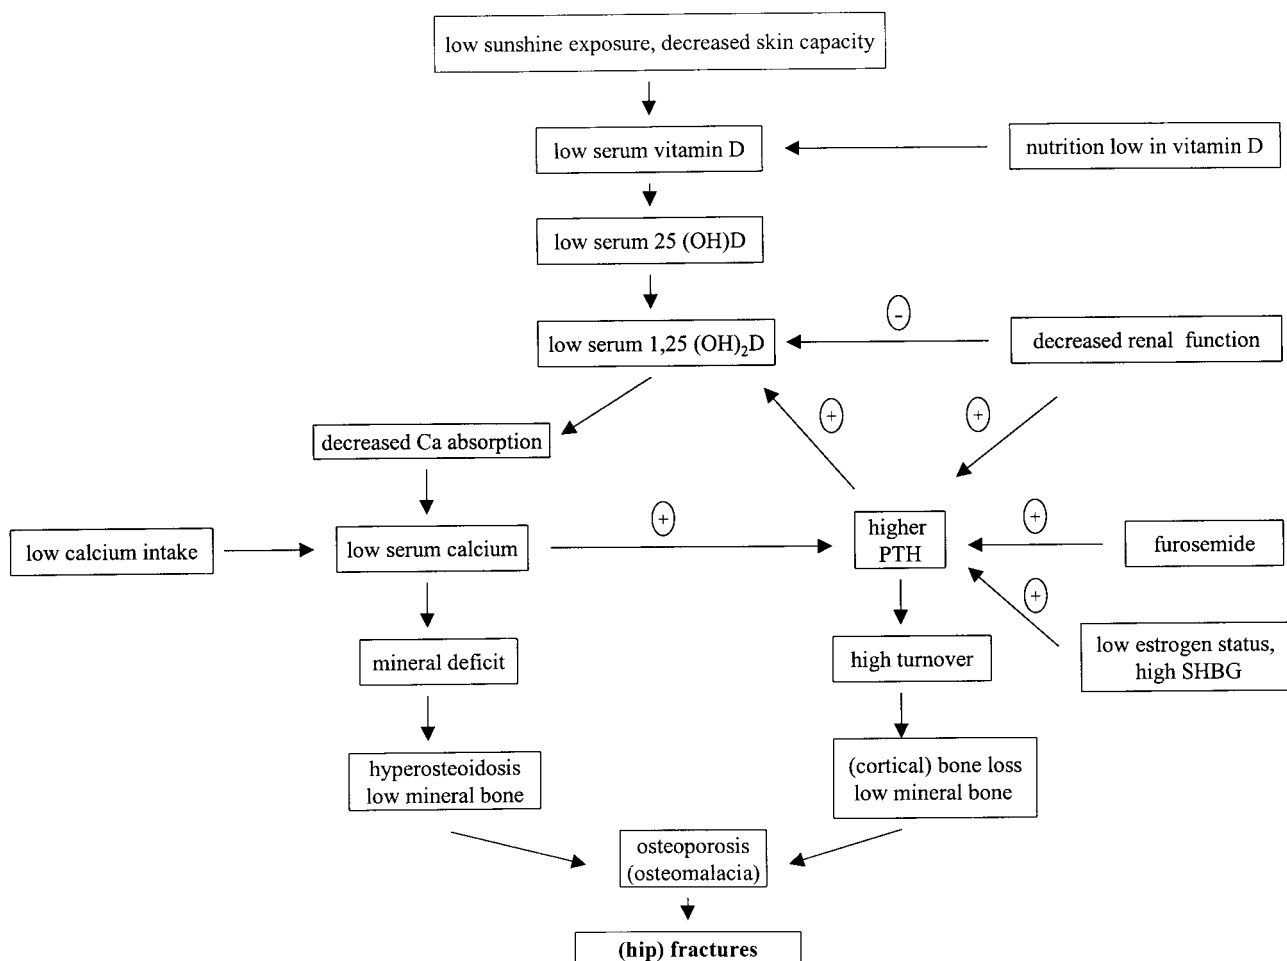 low sunshine exposure, decreased skin capacity
low serum vitamin D
nutrition low in vitamin D
low serum 25 (OH)D
low serum 1,25 (OH)₂D
-
decreased renal function
+
+
decreased Ca absorption
low calcium intake
low serum calcium
+
higher
PTH
+
furosemide
+
low estrogen status,
high SHBG
mineral deficit
high turnover
hyperosteoidosis
low mineral bone
(cortical) bone loss
low mineral bone
osteoporosis
(osteomalacia)
(hip) fractures